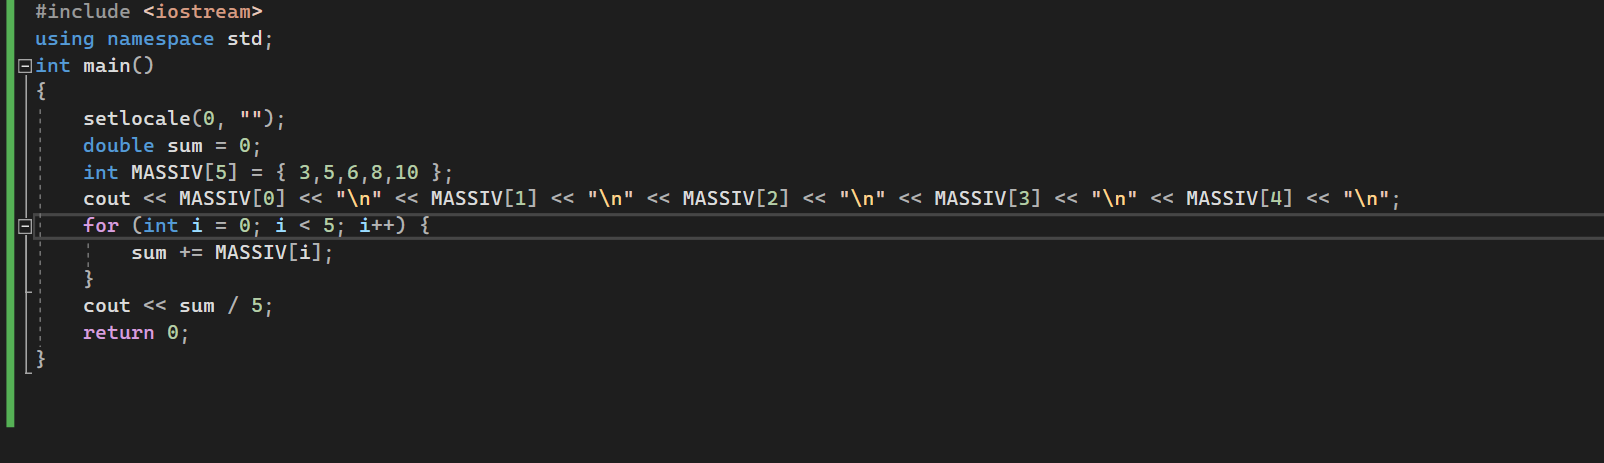 #include <iostream>
using namespace std;
int main()
{
setlocale(0, "");
double sum = 0;
int MASSIV[5] = { 3,5,6,8,10 };
cout << MASSIV[0] << "\n" << MASSIV[1] << "\n" << MASSIV[2] << "\n" << MASSIV[3] << "\n" << MASSIV[4] << "\n";
for (int i = 0; i < 5; i++) {
sum += MASSIV[i];
}
cout << sum / 5;
return 0;
}